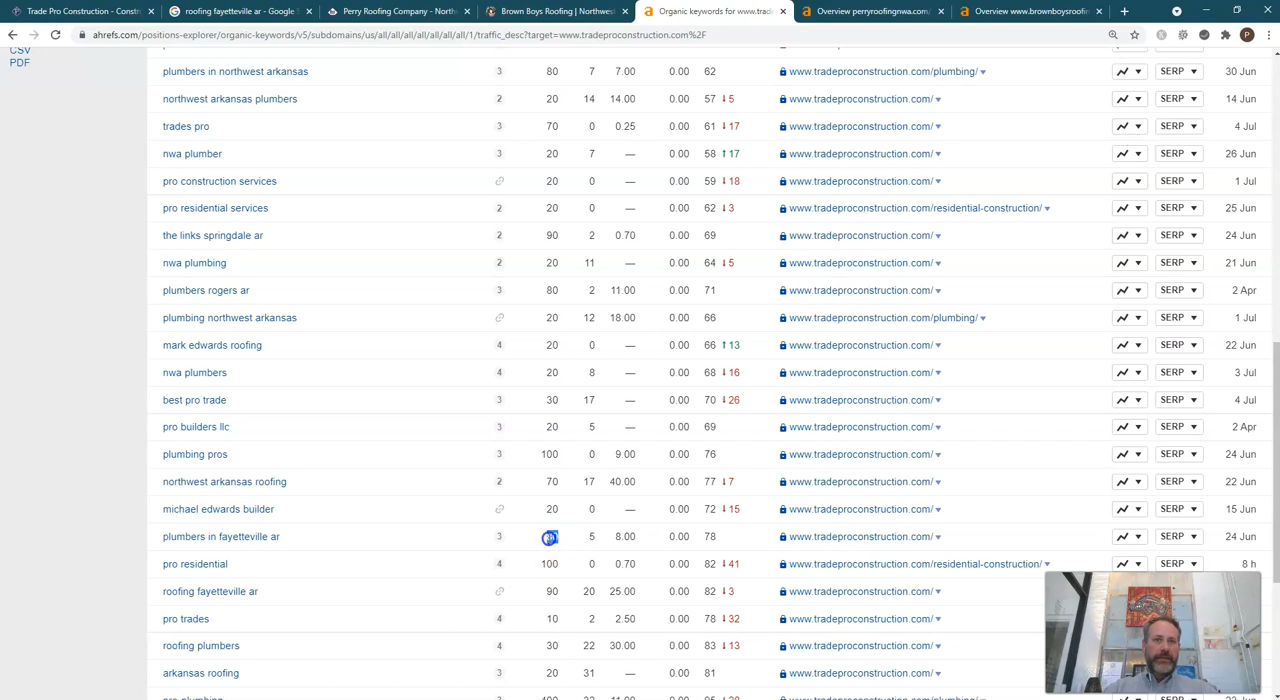 Trade Pro Construction - Constr
roofing fayetteville ar - Google S
Perry Roofing Company - North
Brown Boys Roofing | Northwest
Organic keywords for www.trade
Overview perryroofingnwa.com/
Overview www.brownboysroofin
ahrefs.com/positions-explorer/organic-keywords/v5/subdomains/us/all/all/all/all/all/all/all/1/traffic_desc?target=www.tradeproconstruction.com%2F
CSV
PDF
plumbers in northwest arkansas 3 80 7 7.00 0.00 62 www.tradeproconstruction.com/plumbing/ SERP 30 Jun
northwest arkansas plumbers 2 20 14 14.00 0.00 57 ↓5 www.tradeproconstruction.com/ SERP 14 Jun
trades pro 3 70 0 0.25 0.00 61 ↓17 www.tradeproconstruction.com/ SERP 4 Jul
nwa plumber 3 20 7 — 0.00 58 ↑17 www.tradeproconstruction.com/ SERP 26 Jun
pro construction services 20 0 — 0.00 59 ↓18 www.tradeproconstruction.com/ SERP 1 Jul
pro residential services 2 20 0 — 0.00 62 ↓3 www.tradeproconstruction.com/residential-construction/ SERP 25 Jun
the links springdale ar 2 90 2 0.70 0.00 69 www.tradeproconstruction.com/ SERP 24 Jun
nwa plumbing 2 20 11 — 0.00 64 ↓5 www.tradeproconstruction.com/ SERP 21 Jun
plumbers rogers ar 3 80 2 11.00 0.00 71 www.tradeproconstruction.com/ SERP 2 Apr
plumbing northwest arkansas 20 12 18.00 0.00 66 www.tradeproconstruction.com/plumbing/ SERP 1 Jul
mark edwards roofing 4 20 0 — 0.00 66 ↑13 www.tradeproconstruction.com/ SERP 22 Jun
nwa plumbers 4 20 8 — 0.00 68 ↓16 www.tradeproconstruction.com/ SERP 3 Jul
best pro trade 3 30 17 — 0.00 70 ↓26 www.tradeproconstruction.com/ SERP 4 Jul
pro builders llc 3 20 5 — 0.00 69 www.tradeproconstruction.com/ SERP 2 Apr
plumbing pros 3 100 0 9.00 0.00 76 www.tradeproconstruction.com/ SERP 24 Jun
northwest arkansas roofing 2 70 17 40.00 0.00 77 ↓7 www.tradeproconstruction.com/ SERP 22 Jun
michael edwards builder 20 0 — 0.00 72 ↓15 www.tradeproconstruction.com/ SERP 15 Jun
plumbers in fayetteville ar 3 5 8.00 0.00 78 www.tradeproconstruction.com/ SERP 24 Jun
pro residential 4 100 0 0.70 0.00 82 ↓41 www.tradeproconstruction.com/residential-construction/ SERP 8 h
roofing fayetteville ar 90 20 25.00 0.00 82 ↓3 www.tradeproconstruction.com/
pro trades 4 10 2 2.50 0.00 78 ↓32 www.tradeproconstruction.com/
roofing plumbers 4 30 22 30.00 0.00 83 ↓13 www.tradeproconstruction.com/
arkansas roofing 3 20 31 — 0.00 81 www.tradeproconstruction.com/